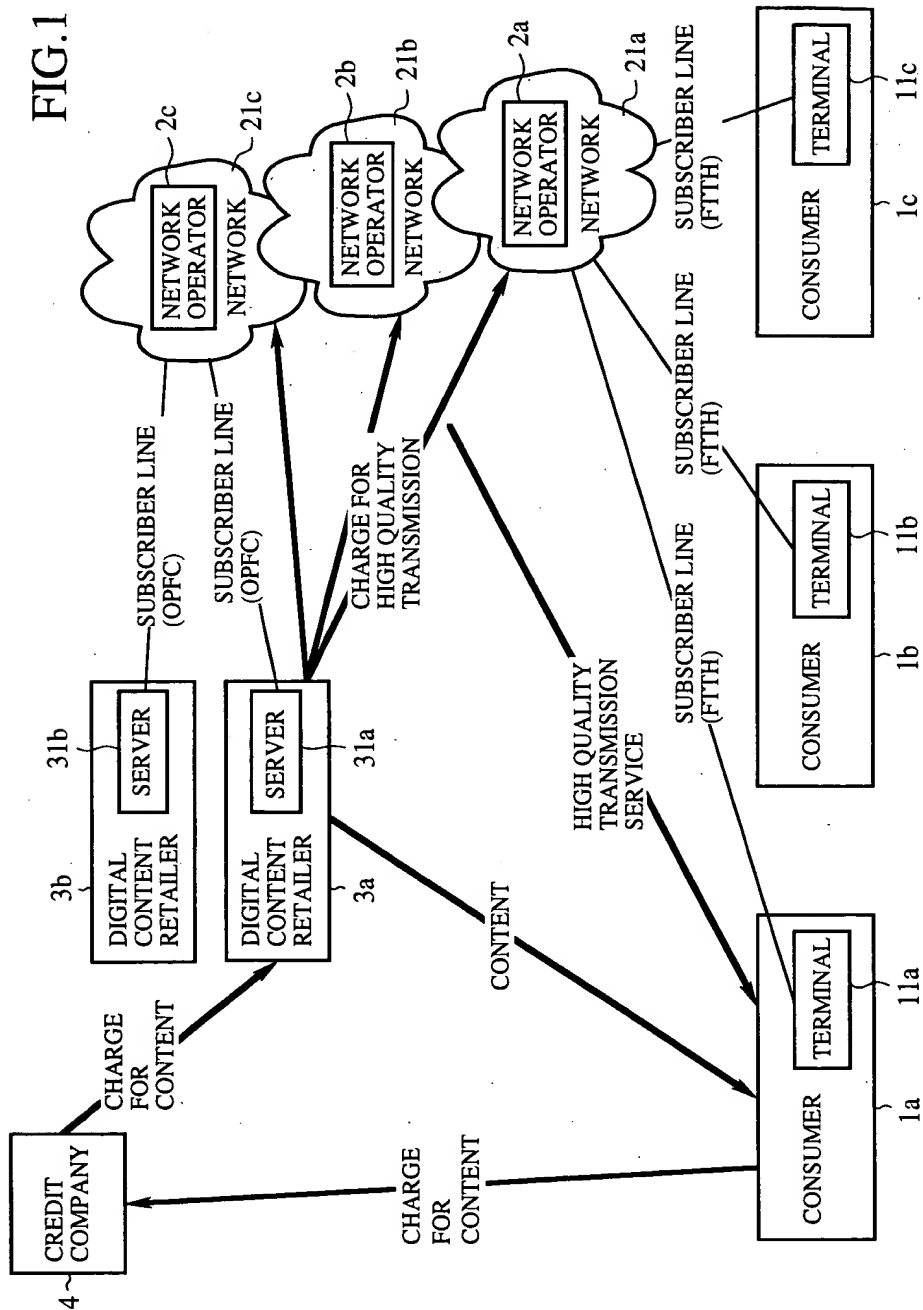 FIG.1
2c
21c
NETWORK
OPERATOR
NETWORK
2b
21b
NETWORK
OPERATOR
NETWORK
2a
21a
NETWORK
OPERATOR
NETWORK
SUBSCRIBER LINE
(OPFC)
SUBSCRIBER LINE
(OPFC)
CHARGE FOR
HIGH QUALITY
TRANSMISSION
31b
SERVER
DIGITAL
CONTENT
RETAILER
3b
31a
SERVER
DIGITAL
CONTENT
RETAILER
3a
CREDIT
COMPANY
4
CHARGE
FOR
CONTENT
CONTENT
CHARGE
FOR
CONTENT
HIGH QUALITY
TRANSMISSION
SERVICE
SUBSCRIBER LINE
(FTTH)
SUBSCRIBER LINE
(FTTH)
SUBSCRIBER LINE
(FTTH)
CONSUMER
TERMINAL
1a
11a
CONSUMER
TERMINAL
1b
11b
CONSUMER
TERMINAL
1c
11c